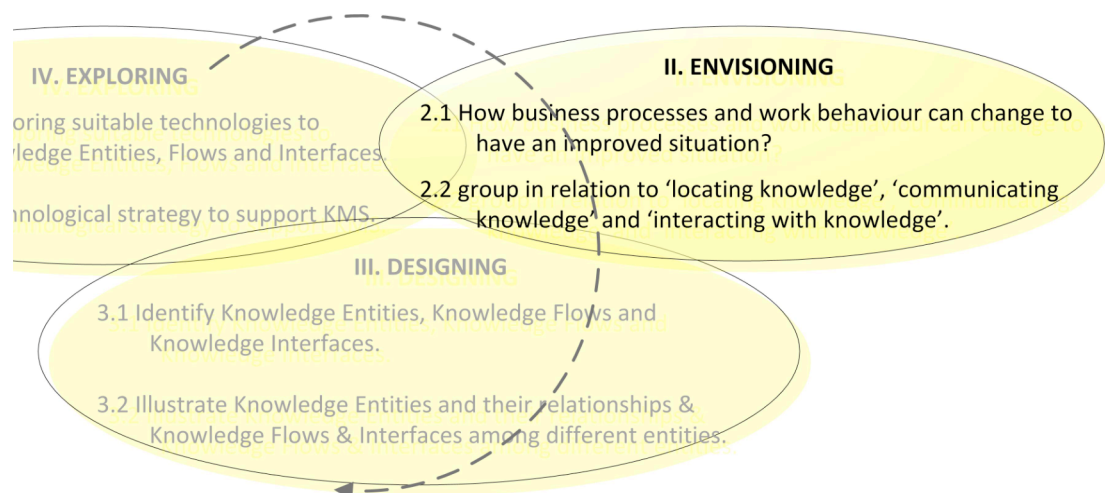 IV. EXPLORING
oring suitable technologies to
ledge Entities, Flows and Interfaces.
nological strategy to support KMS.
II. ENVISIONING
2.1 How business processes and work behaviour can change to
have an improved situation?
2.2 group in relation to ‘locating knowledge’, ‘communicating
knowledge’ and ‘interacting with knowledge’.
III. DESIGNING
3.1 Identify Knowledge Entities, Knowledge Flows and
Knowledge Interfaces.
3.2 Illustrate Knowledge Entities and their relationships &
Knowledge Flows & Interfaces among different entities.